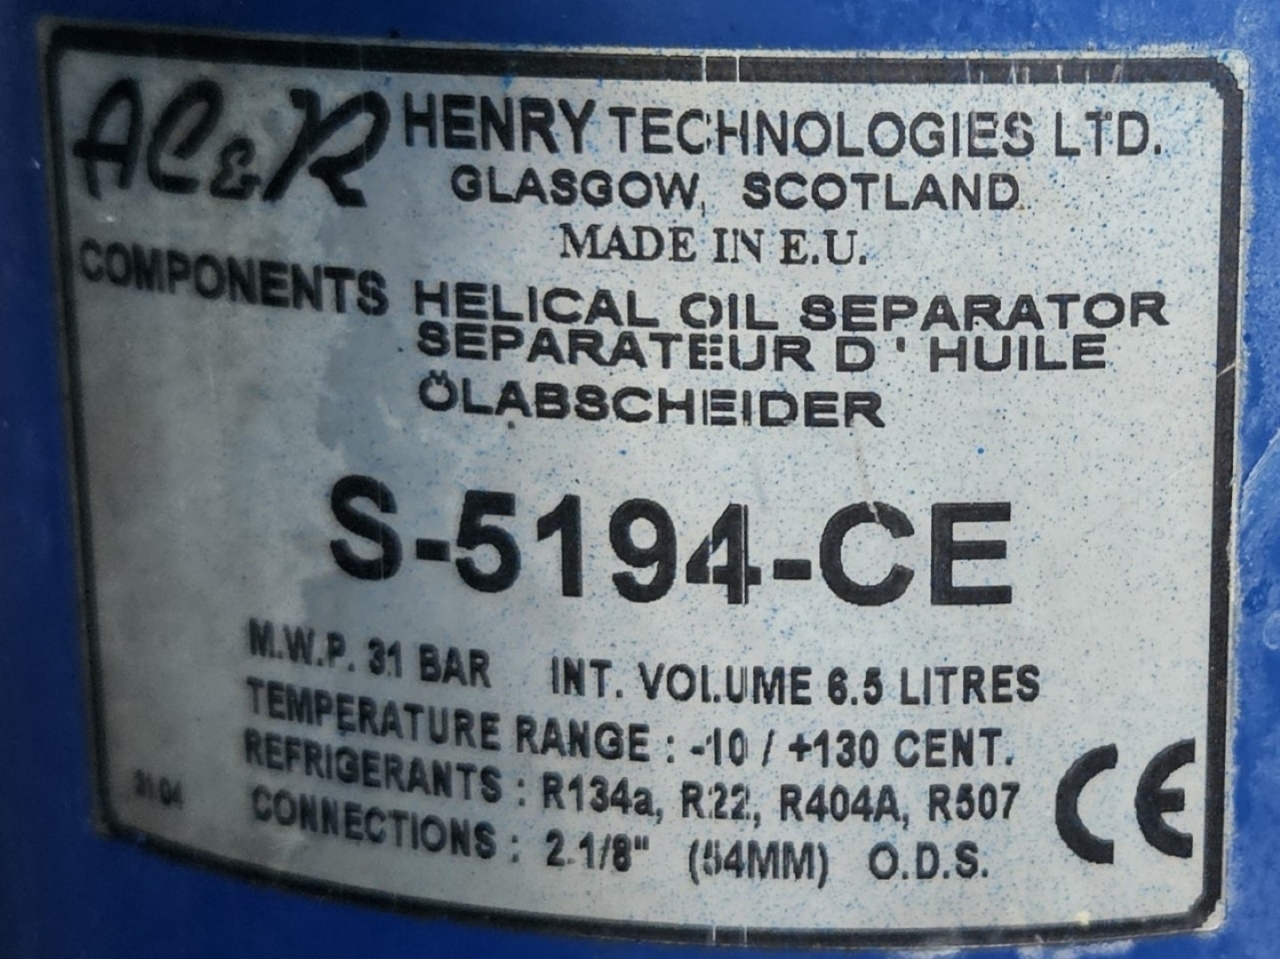 AC&R HENRY TECHNOLOGIES LTD.
GLASGOW, SCOTLAND
MADE IN E.U.
COMPONENTS HELICAL OIL SEPARATOR
SEPARATEUR D'HUILE
ÖLABSCHEIDER
S-5194-CE
M.W.P. 31 BAR INT. VOLUME 6.5 LITRES
TEMPERATURE RANGE : -10 / +130 CENT.
REFRIGERANTS : R134a, R22, R404A, R507
CONNECTIONS : 2.1/8" (54MM) O.D.S.
CE